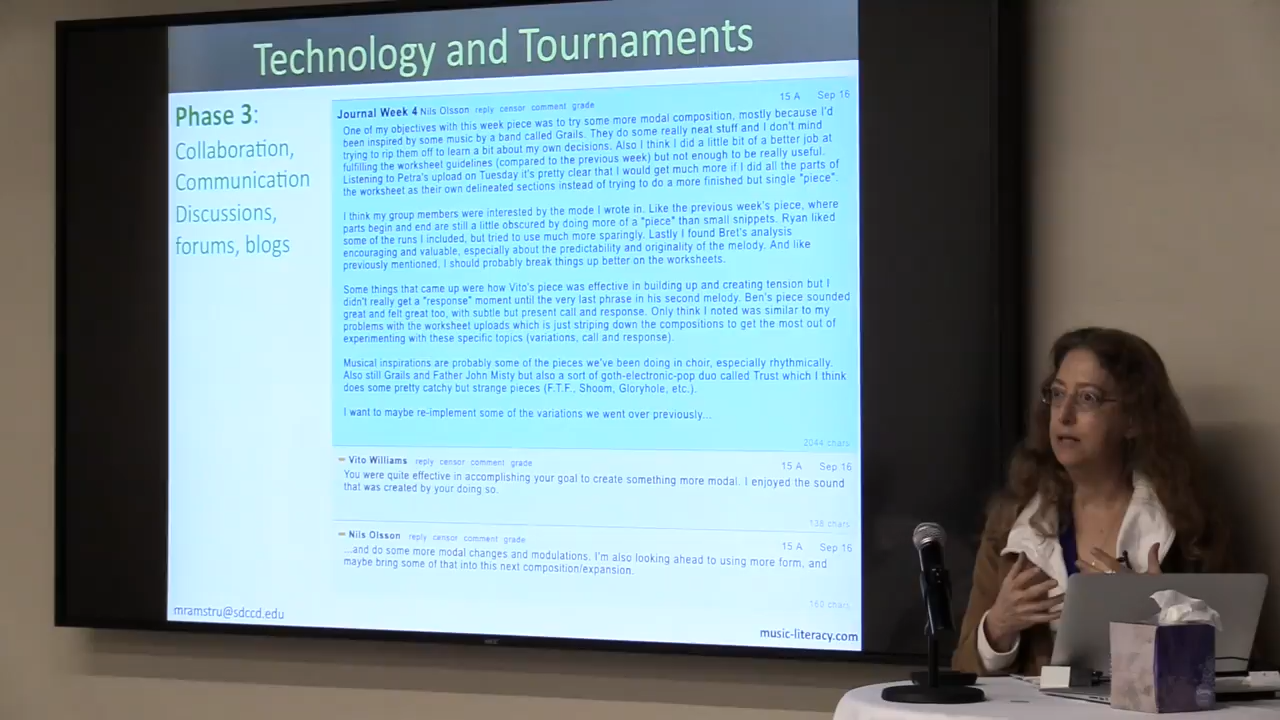 Technology and Tournaments
Phase 3:
Collaboration,
Communication
Discussions,
forums, blogs
Journal Week 4 Nils Olsson reply censor comment grade 15 A Sep 16
One of my objectives with this week piece was to try some more modal composition, mostly because I'd
been inspired by some music by a band called Grails. They do some really neat stuff and I don't mind
trying to rip them off to learn a bit about my own decisions. Also I think I did a little bit of a better job at
fulfilling the worksheet guidelines (compared to the previous week) but not enough to be really useful.
Listening to Petra's upload on Tuesday it's pretty clear that I would get much more if I did all the parts of
the worksheet as their own delineated sections instead of trying to do a more finished but single "piece".
I think my group members were interested by the mode I wrote in. Like the previous week's piece, where
parts begin and end are still a little obscured by doing more of a "piece" than small snippets. Ryan liked
some of the runs I included, but tried to use much more sparingly. Lastly I found Bret's analysis
encouraging and valuable, especially about the predictability and originality of the melody. And like
previously mentioned, I should probably break things up better on the worksheets.
Some things that came up were how Vito's piece was effective in building up and creating tension but I
didn't really get a "response" moment until the very last phrase in his second melody. Ben's piece sounded
great and felt great too, with subtle but present call and response. Only think I noted was similar to my
problems with the worksheet uploads which is just striping down the compositions to get the most out of
experimenting with these specific topics (variations, call and response).
Musical inspirations are probably some of the pieces we've been doing in choir, especially rhythmically.
Also still Grails and Father John Misty but also a sort of goth-electronic-pop duo called Trust which I think
does some pretty catchy but strange pieces (F.T.F., Shoom, Gloryhole, etc.).
I want to maybe re-implement some of the variations we went over previously...
2044 chars
Vito Williams reply censor comment grade 15 A Sep 16
You were quite effective in accomplishing your goal to create something more modal. I enjoyed the sound
that was created by your doing so.
138 chars
Nils Olsson reply censor comment grade 15 A Sep 16
...and do some more modal changes and modulations. I'm also looking ahead to using more form, and
maybe bring some of that into this next composition/expansion.
160 chars
mramstru@sdccd.edu
music-literacy.com
NEC